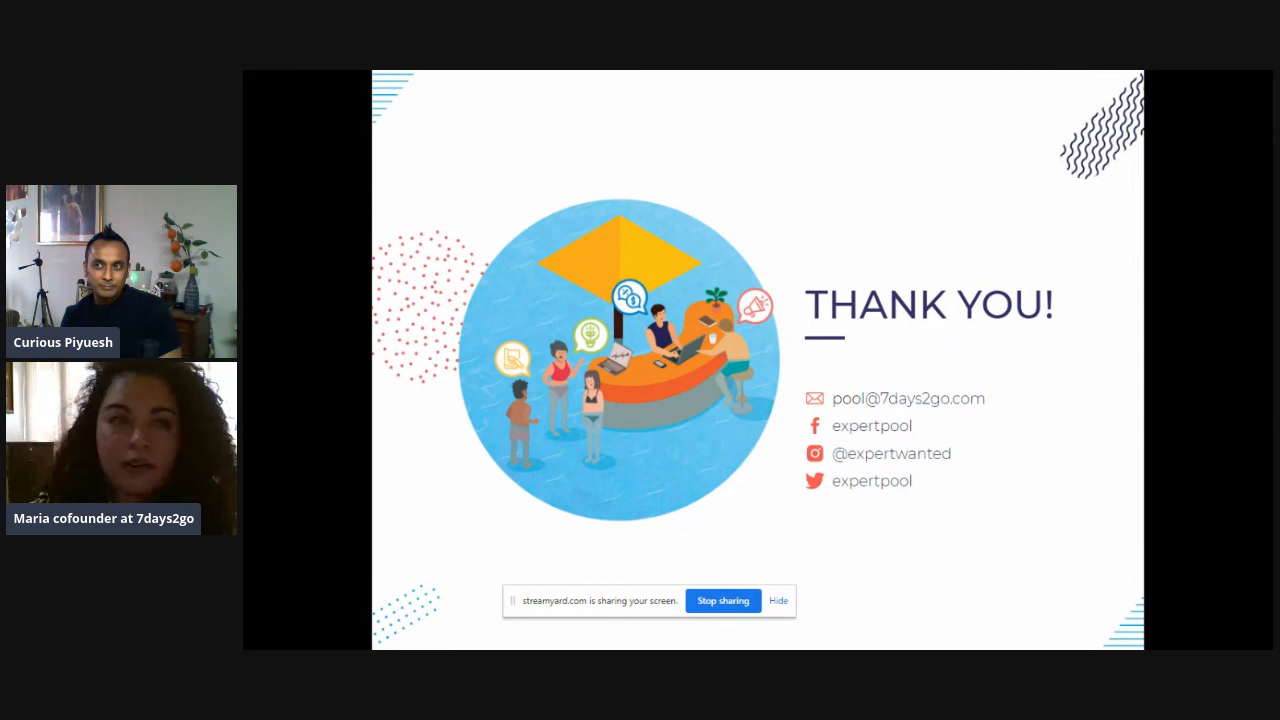 Curious Piyuesh
Maria cofounder at 7days2go
THANK YOU!
pool@7days2go.com
expertpool
@expertwanted
expertpool
streamyard.com is sharing your screen.
Stop sharing
Hide